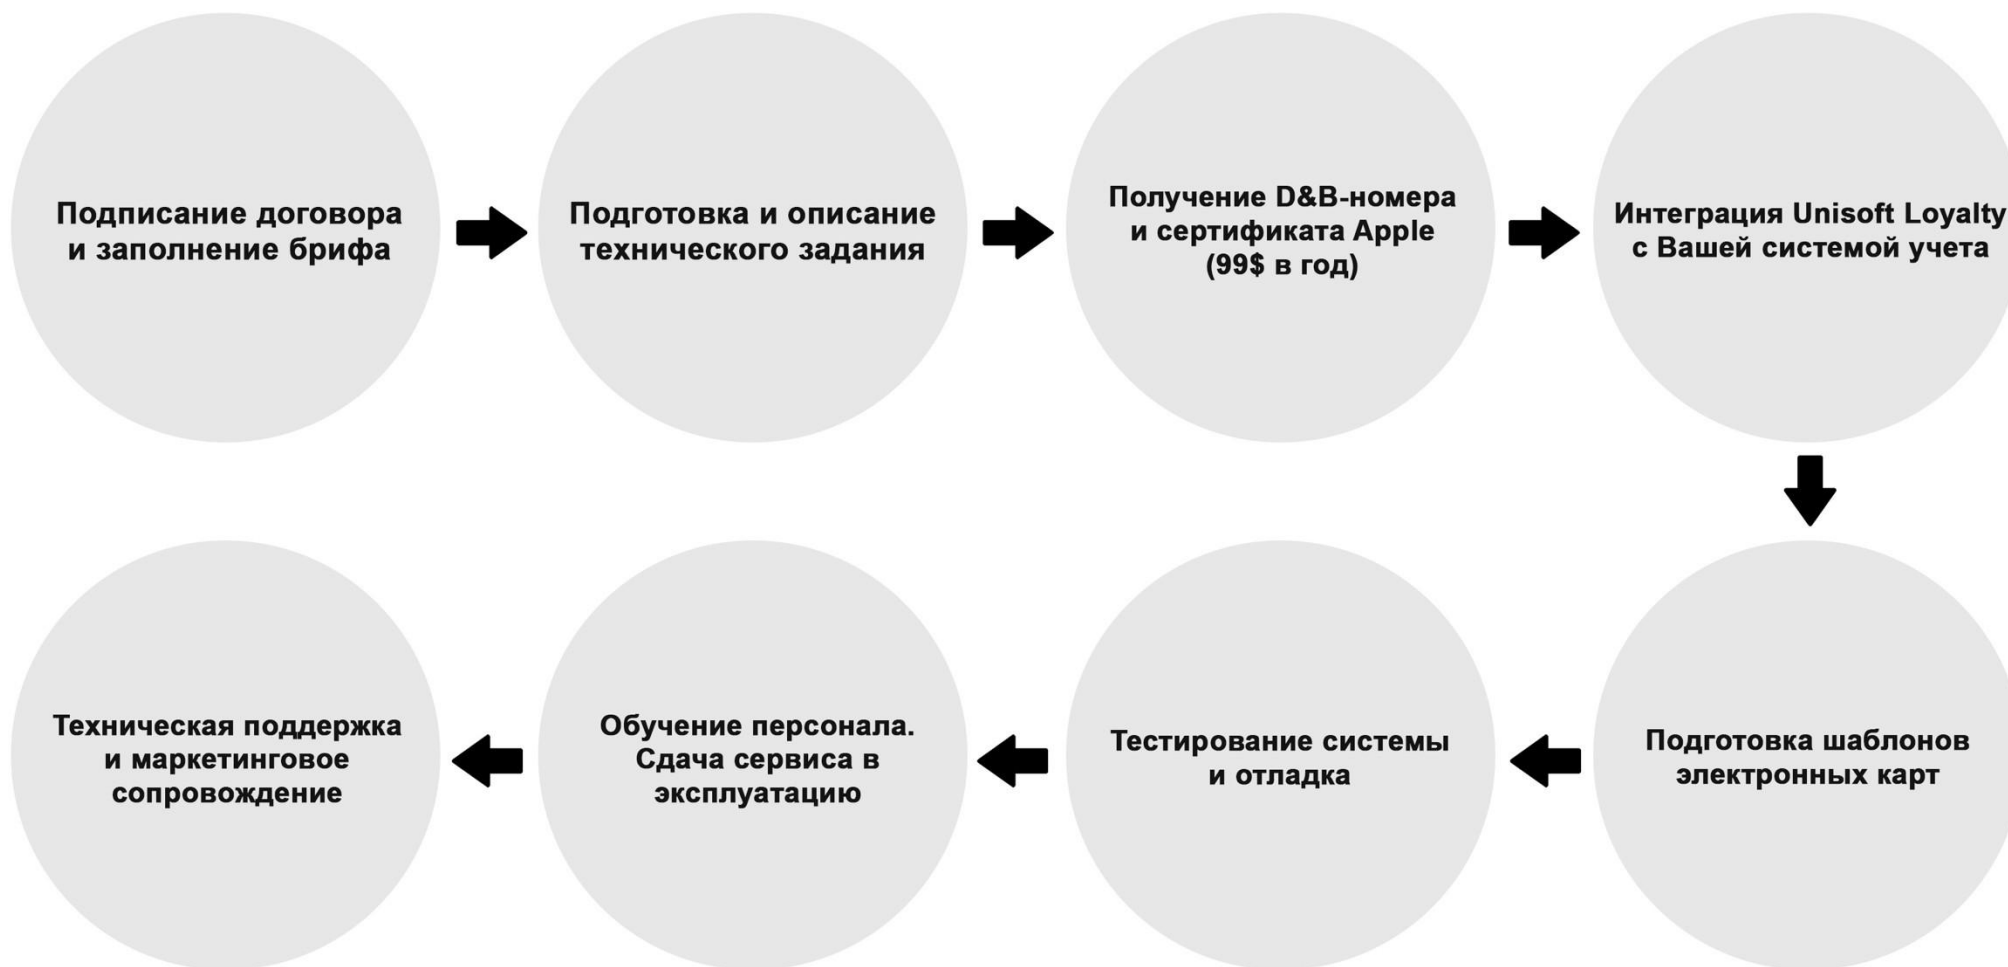 Подписание договора
и заполнение брифа
Подготовка и описание
технического задания
Получение D&B-номера
и сертификата Apple
(99$ в год)
Интеграция Unisoft Loyalty
с Вашей системой учета
Подготовка шаблонов
электронных карт
Тестирование системы
и отладка
Обучение персонала.
Сдача сервиса в
эксплуатацию
Техническая поддержка
и маркетинговое
сопровождение